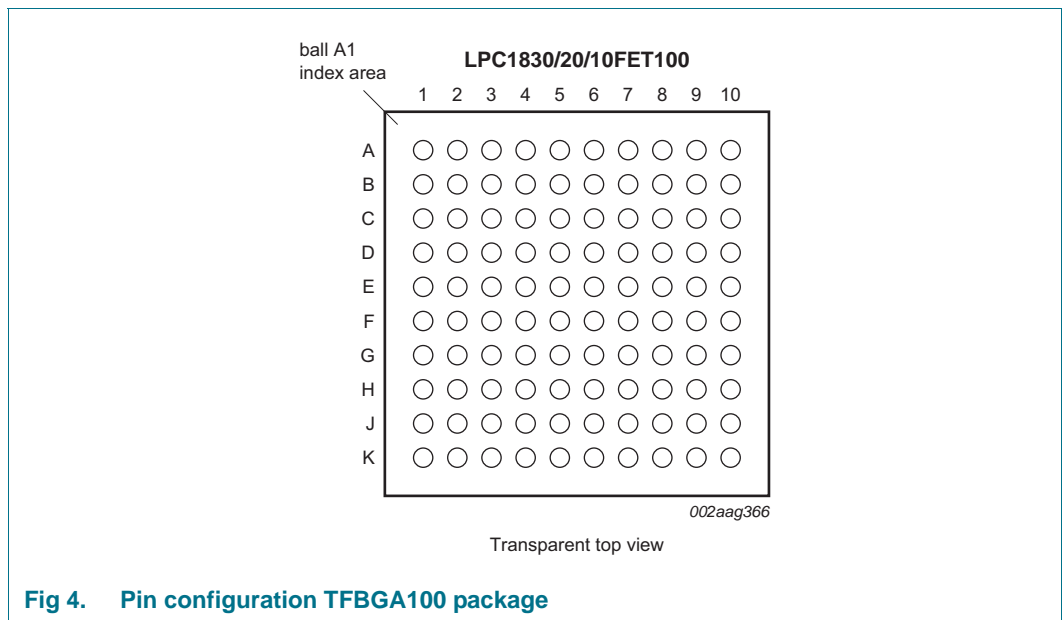 ball A1
index area
LPC1830/20/10FET100
1 2 3 4 5 6 7 8 9 10
A
B
C
D
E
F
G
H
J
K
002aag366
Transparent top view
Fig 4. Pin configuration TFBGA100 package